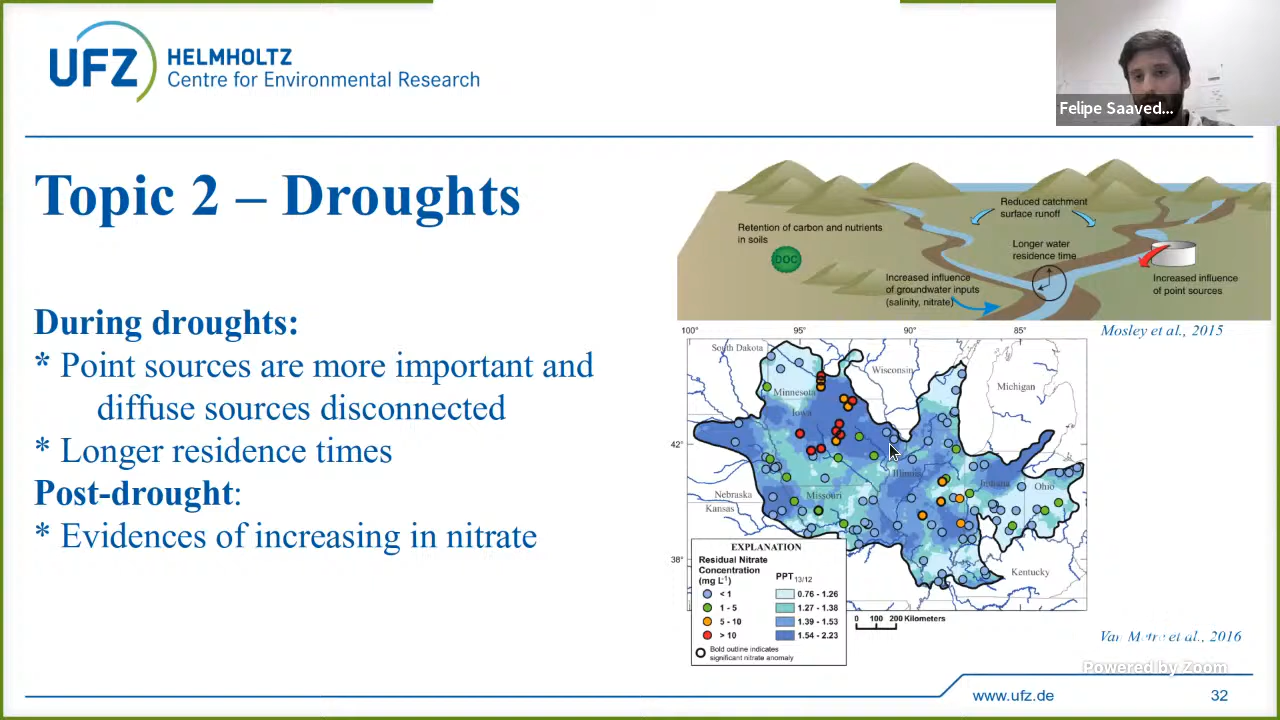 UFZ
HELMHOLTZ
Centre for Environmental Research
Felipe Saaved...
Topic 2 – Droughts
During droughts:
* Point sources are more important and
diffuse sources disconnected
* Longer residence times
Post-drought:
* Evidences of increasing in nitrate
Retention of carbon and nutrients
in soils
DOC
Reduced catchment
surface runoff
Longer water
residence time
Increased influence
of groundwater inputs
(salinity, nitrate)
Increased influence
of point sources
Mosley et al., 2015
100°
95°
90°
85°
42°
38°
South Dakota
Minnesota
Wisconsin
Michigan
Iowa
Nebraska
Kansas
Missouri
Illinois
Indiana
Ohio
Kentucky
EXPLANATION
Residual Nitrate
Concentration
(mg L-1)
< 1
1 - 5
5 - 10
> 10
PPT13/12
0.76 - 1.26
1.27 - 1.38
1.39 - 1.53
1.54 - 2.23
Bold outline indicates
significant nitrate anomaly
0 100 200 Kilometers
Van Metre et al., 2016
Powered by Zoom
www.ufz.de
32